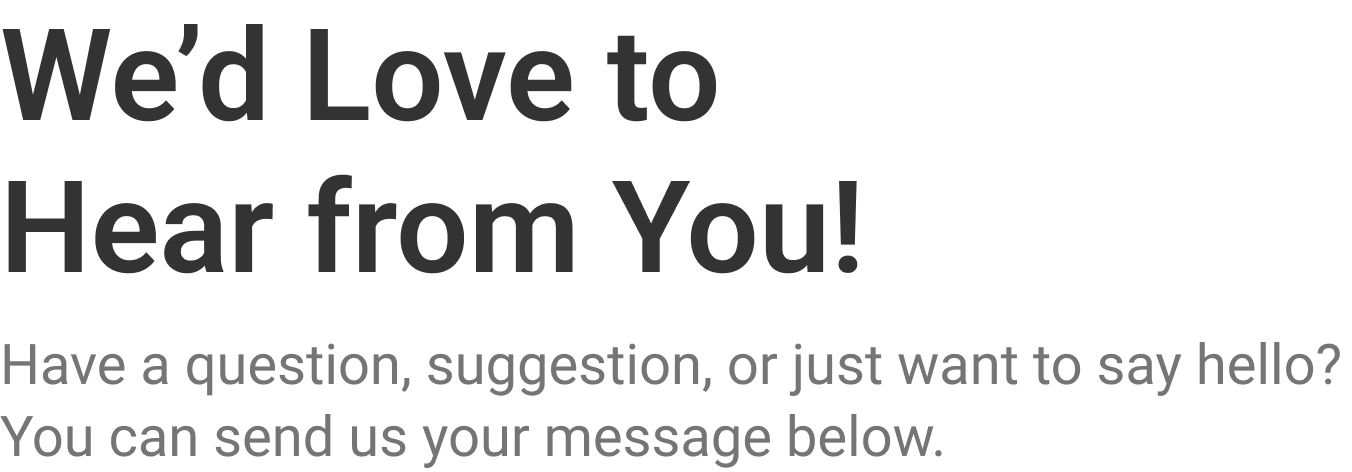 We’d Love to
Hear from You!
Have a question, suggestion, or just want to say hello?
You can send us your message below.